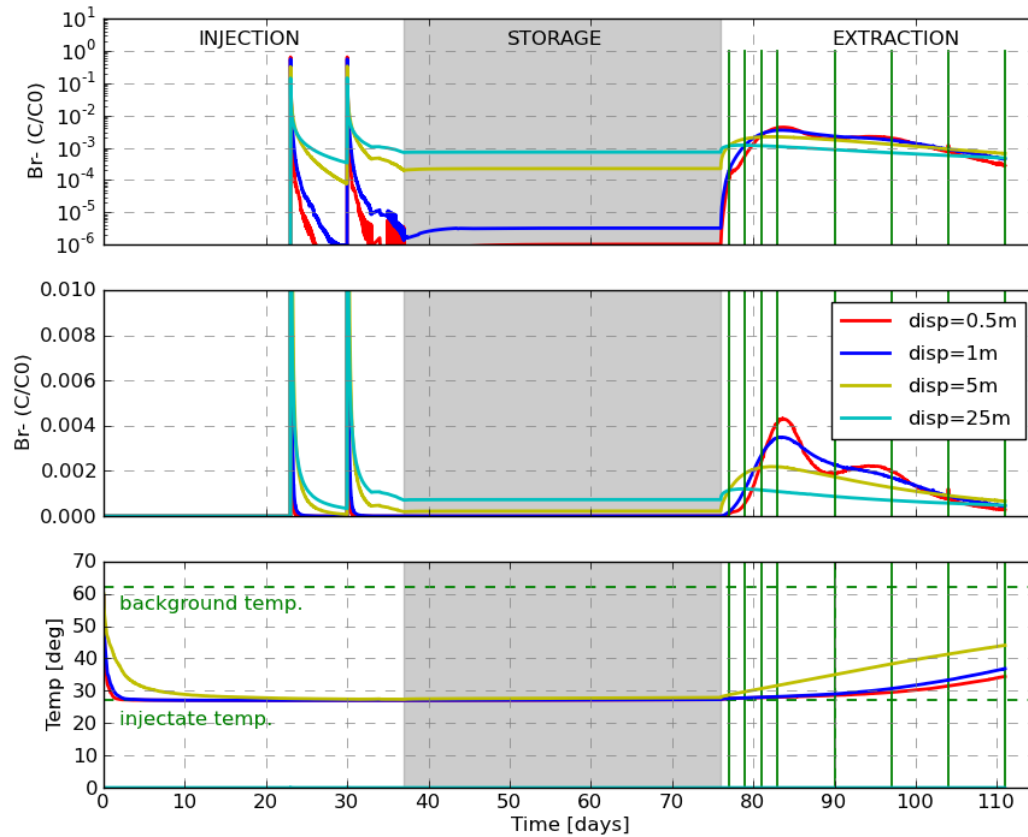 INJECTION STORAGE EXTRACTION
10^1
10^0
10^-1
10^-2
10^-3
10^-4
10^-5
10^-6
Br- (C/C0)
0.010
0.008
0.006
0.004
0.002
0.000
Br- (C/C0)
disp=0.5m
disp=1m
disp=5m
disp=25m
70
60
50
40
30
20
10
0
Temp [deg]
background temp.
injectate temp.
0 10 20 30 40 50 60 70 80 90 100 110
Time [days]